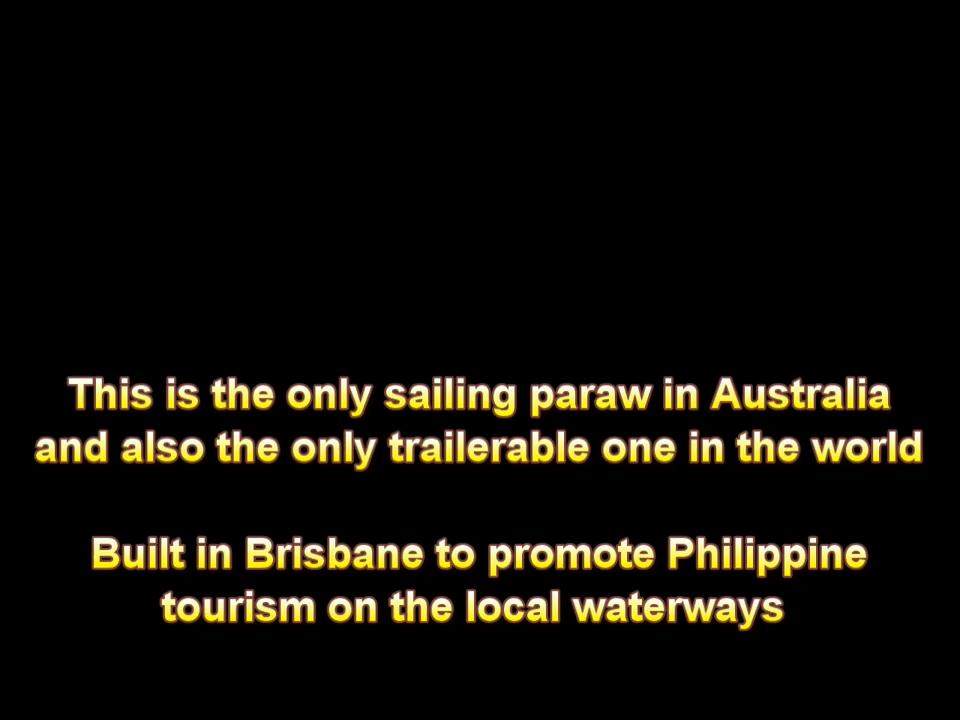 This is the only sailing paraw in Australia
and also the only trailerable one in the world
Built in Brisbane to promote Philippine
tourism on the local waterways